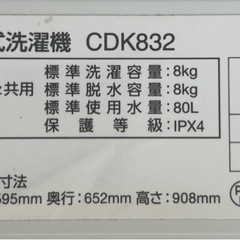 式洗濯機 CDK832
標準洗濯容量:8kg
と共用 標準脱水容量:8kg
標準使用水量:80L
保護等級:IPX4
寸法
595mm 奥行:652mm 高さ:908mm